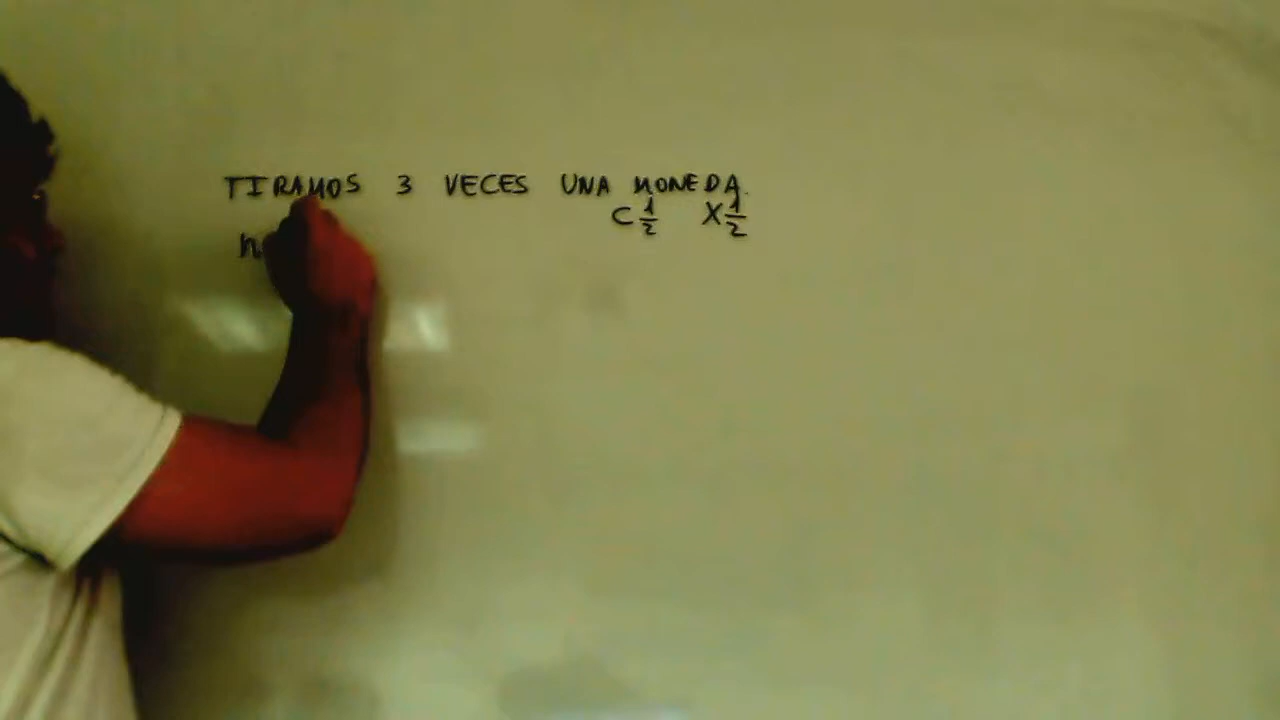 TIRAMOS 3 VECES UNA MONEDA.
C 1/2 X 1/2
n